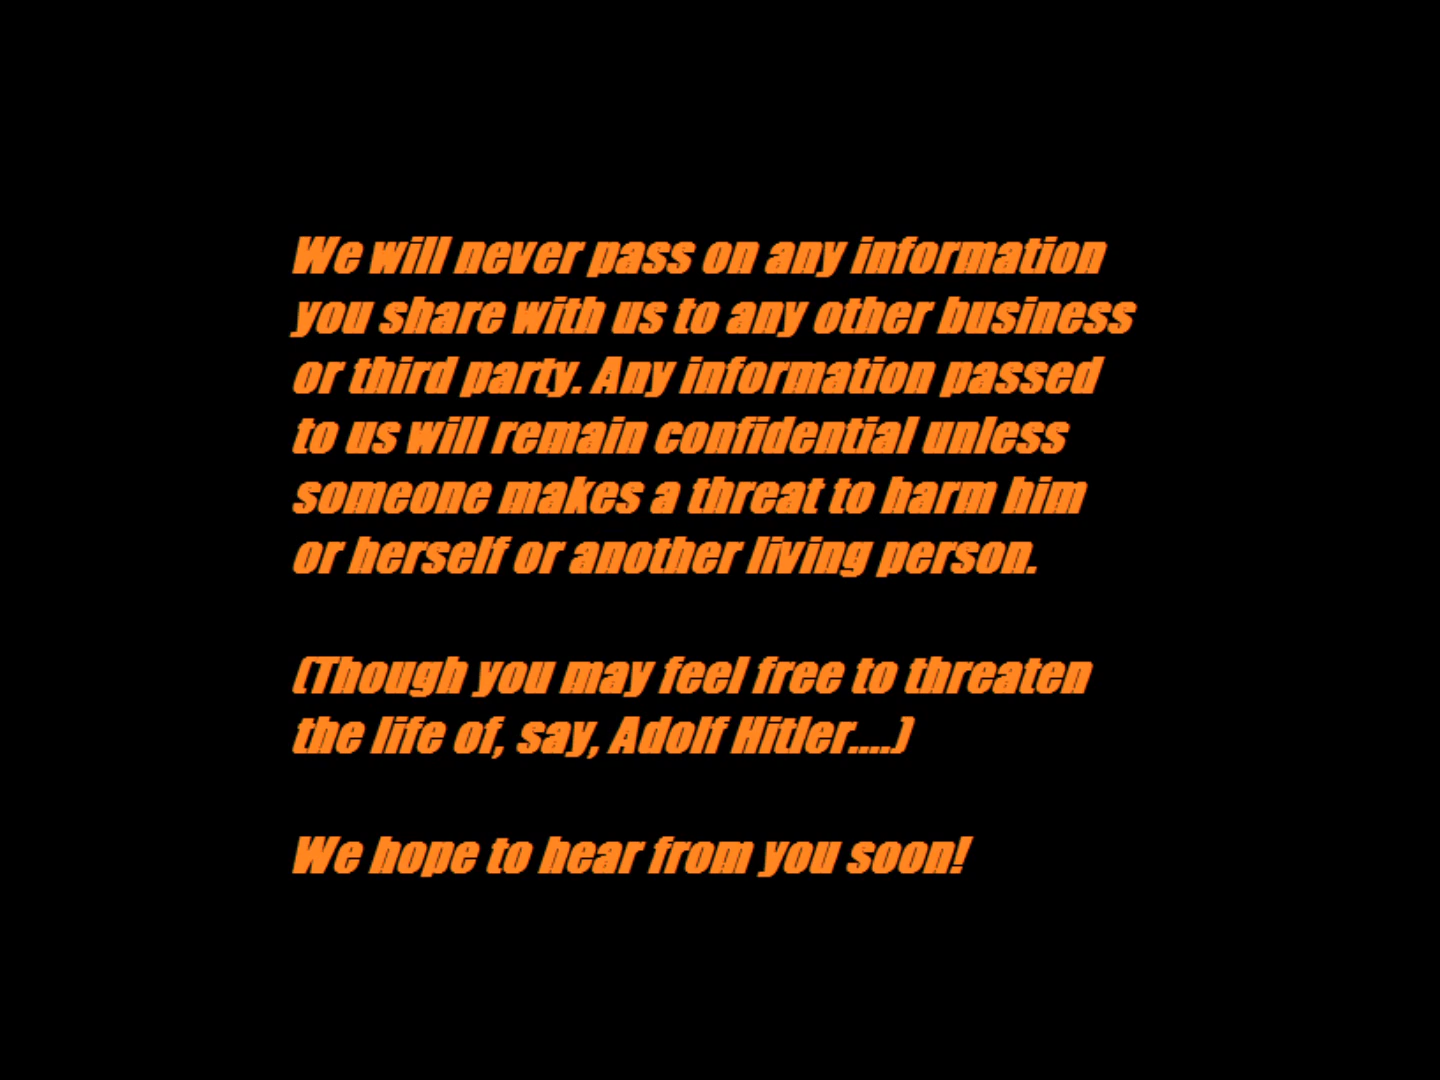 We will never pass on any information
you share with us to any other business
or third party. Any information passed
to us will remain confidential unless
someone makes a threat to harm him
or herself or another living person.
(Though you may feel free to threaten
the life of, say, Adolf Hitler....)
We hope to hear from you soon!